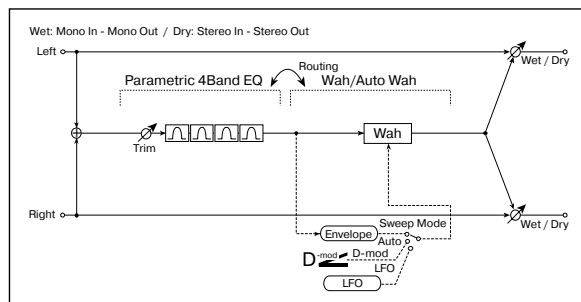 Wet: Mono In - Mono Out / Dry: Stereo In - Stereo Out
Left
Wet / Dry
Routing
Parametric 4Band EQ
Wah/Auto Wah
Trim
Wah
Right
Wet / Dry
Envelope
Sweep Mode
Auto
D-mod
D-mod
LFO
LFO